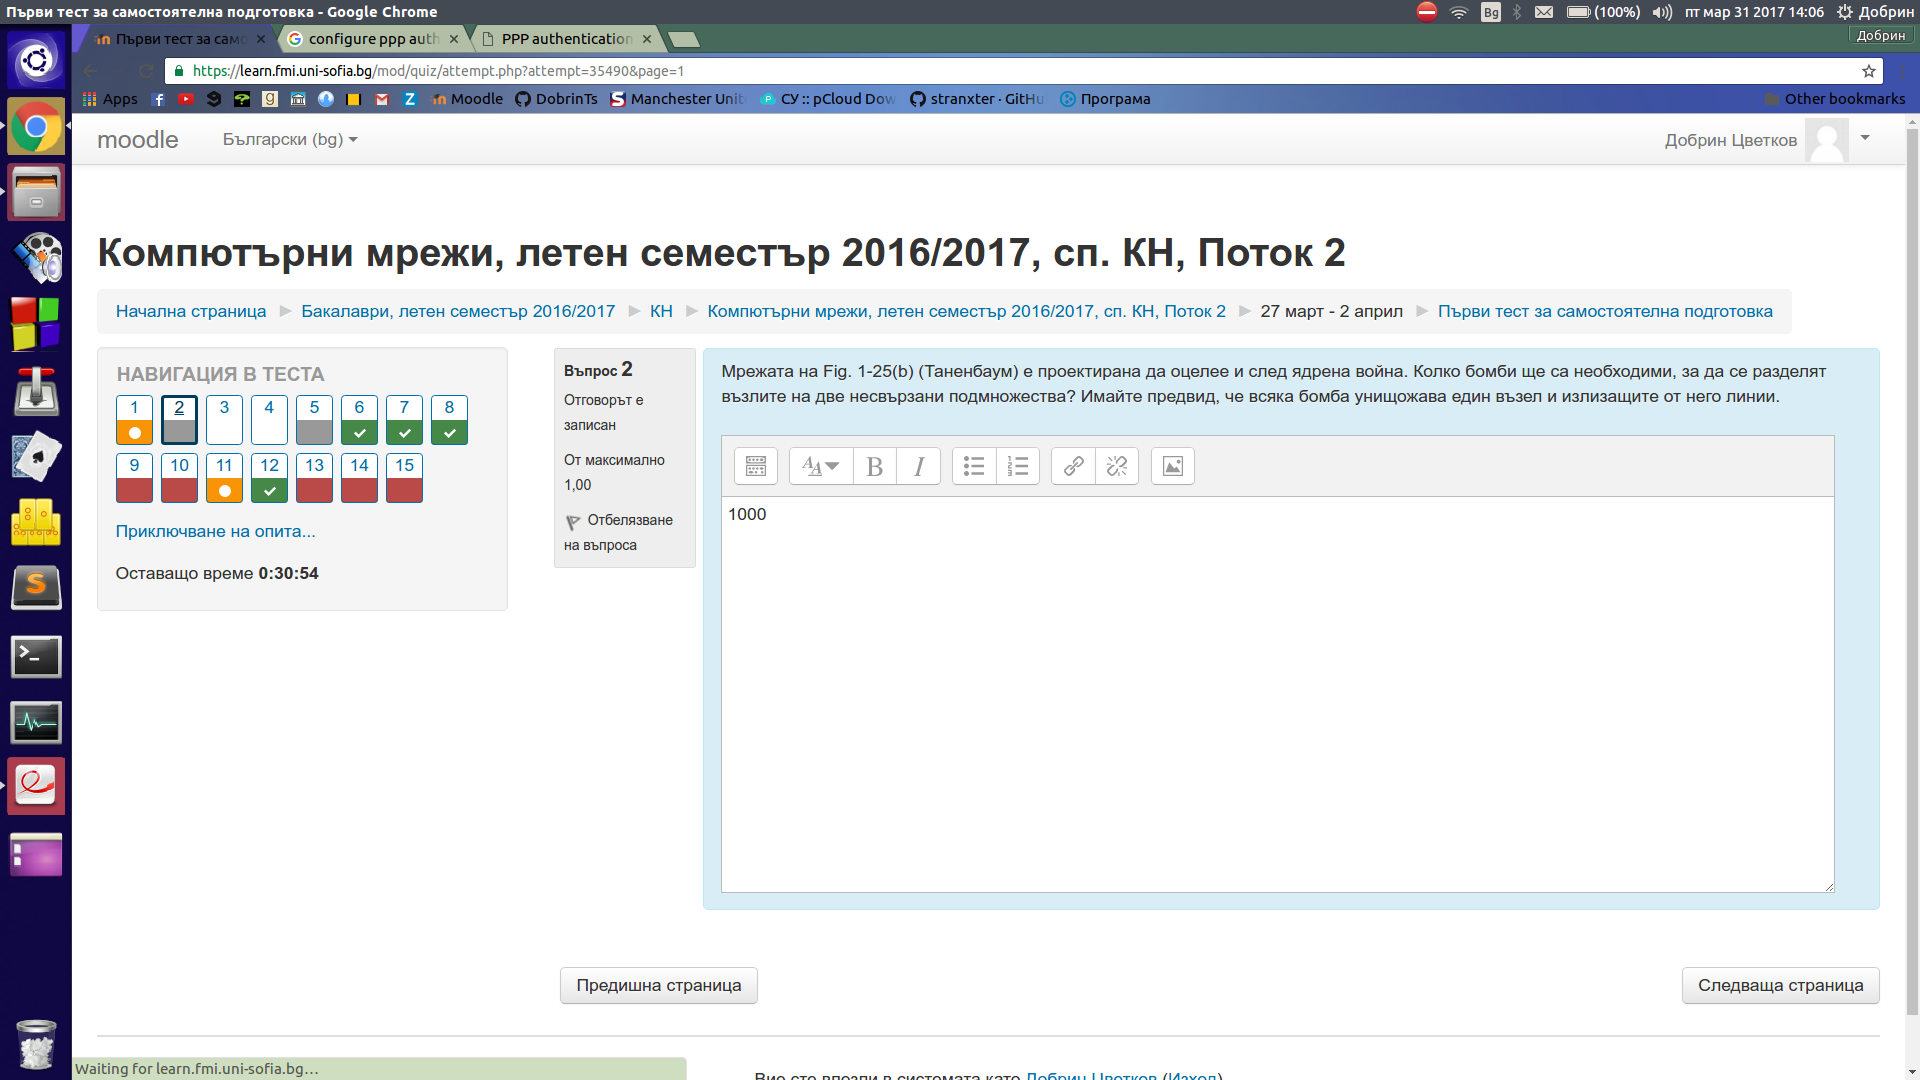 Първи тест за самостоятелна подготовка - Google Chrome
Bg
(100%)
пт мар 31 2017 14:06
Добрин
Първи тест за само
configure ppp auth
PPP authentication
Добрин
https://learn.fmi.uni-sofia.bg/mod/quiz/attempt.php?attempt=35490&page=1
Apps
Moodle
DobrinTs
Manchester Unit
СУ :: pCloud Dow
stranxter · GitHu
Програма
Other bookmarks
moodle
Български (bg)
Добрин Цветков
Компютърни мрежи, летен семестър 2016/2017, сп. КН, Поток 2
Начална страница
Бакалаври, летен семестър 2016/2017
КН
Компютърни мрежи, летен семестър 2016/2017, сп. КН, Поток 2
27 март - 2 април
Първи тест за самостоятелна подготовка
НАВИГАЦИЯ В ТЕСТА
1 2 3 4 5 6 7 8
9 10 11 12 13 14 15
Приключване на опита...
Оставащо време 0:30:54
Въпрос 2
Отговорът е
записан
От максимално
1,00
Отбелязване
на въпроса
Мрежата на Fig. 1-25(b) (Таненбаум) е проектирана да оцелее и след ядрена война. Колко бомби ще са необходими, за да се разделят
възлите на две несвързани подмножества? Имайте предвид, че всяка бомба унищожава един възел и излизащите от него линии.
1000
Предишна страница
Следваща страница
Waiting for learn.fmi.uni-sofia.bg...
Вие сте влезли в системата като Добрин Цветков (Изход)